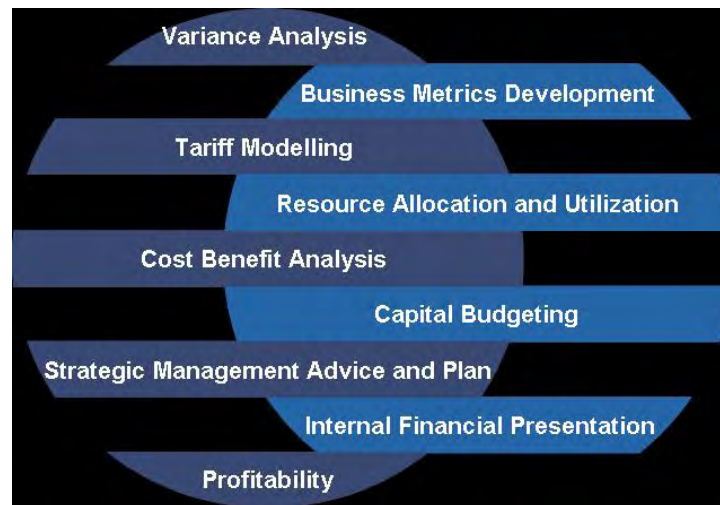 Variance Analysis
Business Metrics Development
Tariff Modelling
Resource Allocation and Utilization
Cost Benefit Analysis
Capital Budgeting
Strategic Management Advice and Plan
Internal Financial Presentation
Profitability